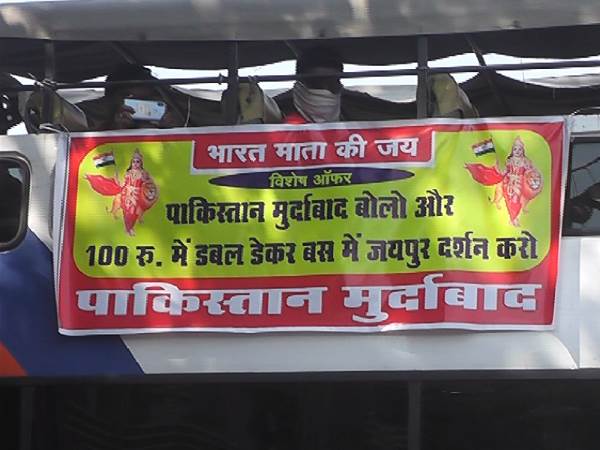 भारत माता की जय
विशेष ऑफर
पाकिस्तान मुर्दाबाद बोलो और
100 रु. में डबल डेकर बस में जयपुर दर्शन करो
पाकिस्तान मुर्दाबाद